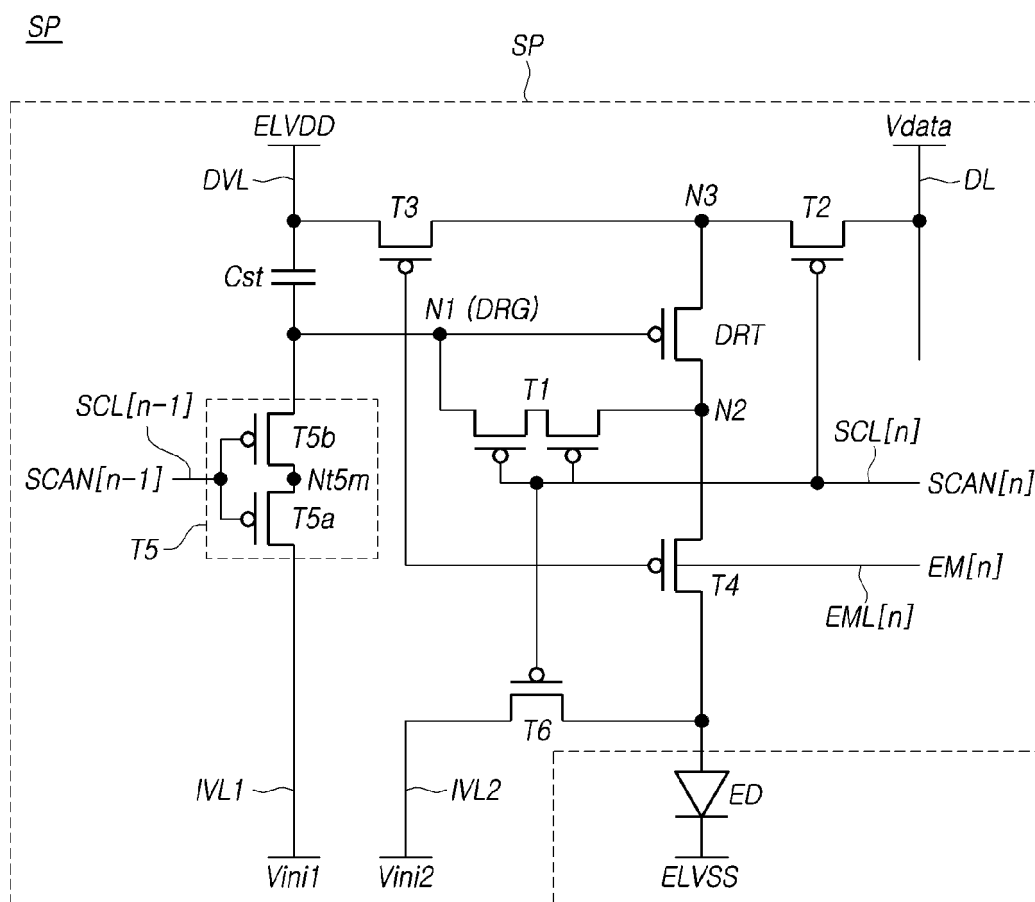 SP
SP
ELVDD
Vdata
DVL
DL
T3
N3
T2
Cst
N1 (DRG)
DRT
T1
N2
SCL[n-1]
SCL[n]
T5b
SCAN[n-1]
Nt5m
SCAN[n]
T5a
T5
T4
EM[n]
EML[n]
T6
IVL1
IVL2
ED
Vini1
Vini2
ELVSS